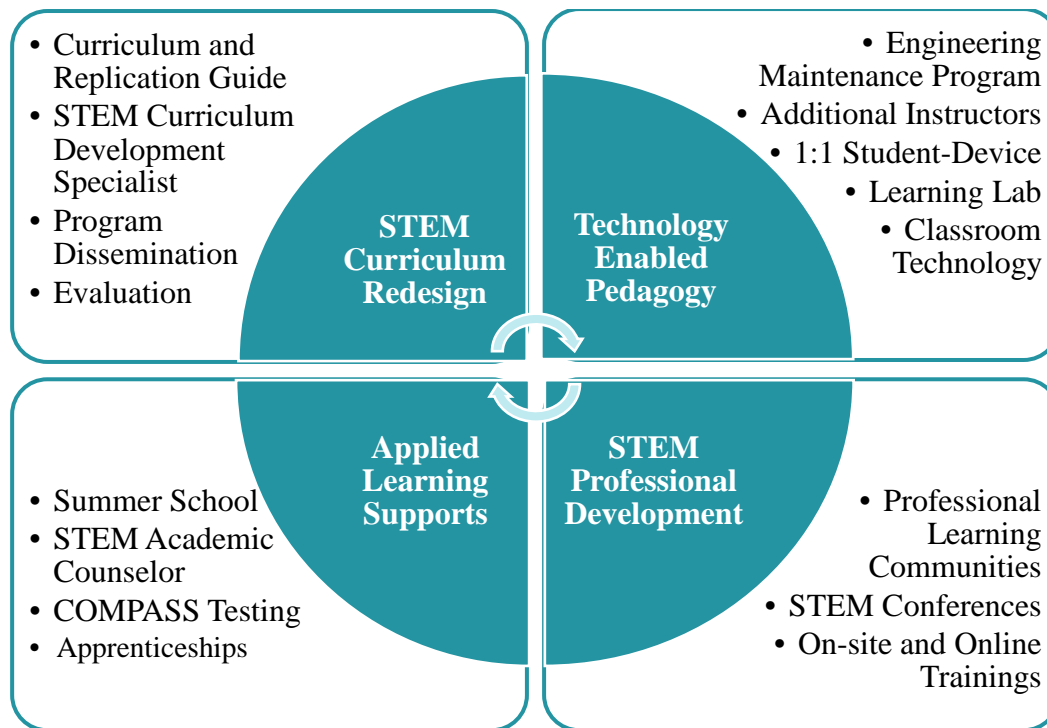 • Curriculum and
Replication Guide
• STEM Curriculum
Development
Specialist
• Program
Dissemination
• Evaluation
STEM
Curriculum
Redesign
• Engineering
Maintenance Program
• Additional Instructors
• 1:1 Student-Device
• Learning Lab
• Classroom
Technology
Technology
Enabled
Pedagogy
Applied
Learning
Supports
• Summer School
• STEM Academic
Counselor
• COMPASS Testing
• Apprenticeships
STEM
Professional
Development
• Professional
Learning
Communities
• STEM Conferences
• On-site and Online
Trainings